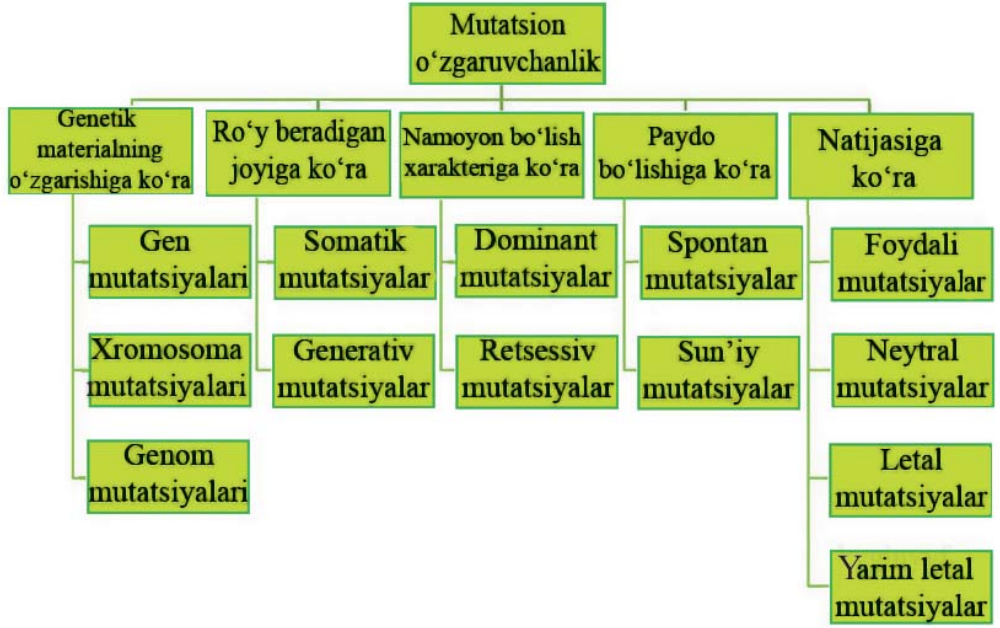 Mutatsion
o‘zgaruvchanlik
Genetik
materialning
o‘zgarishiga ko‘ra
Ro‘y beradigan
joyiga ko‘ra
Namoyon bo‘lish
xarakteriga ko‘ra
Paydo
bo‘lishiga ko‘ra
Natijasiga
ko‘ra
Gen
mutatsiyalari
Xromosoma
mutatsiyalari
Genom
mutatsiyalari
Somatik
mutatsiyalar
Generativ
mutatsiyalar
Dominant
mutatsiyalar
Retsessiv
mutatsiyalar
Spontan
mutatsiyalar
Sun’iy
mutatsiyalar
Foydali
mutatsiyalar
Neytral
mutatsiyalar
Letal
mutatsiyalar
Yarim letal
mutatsiyalar